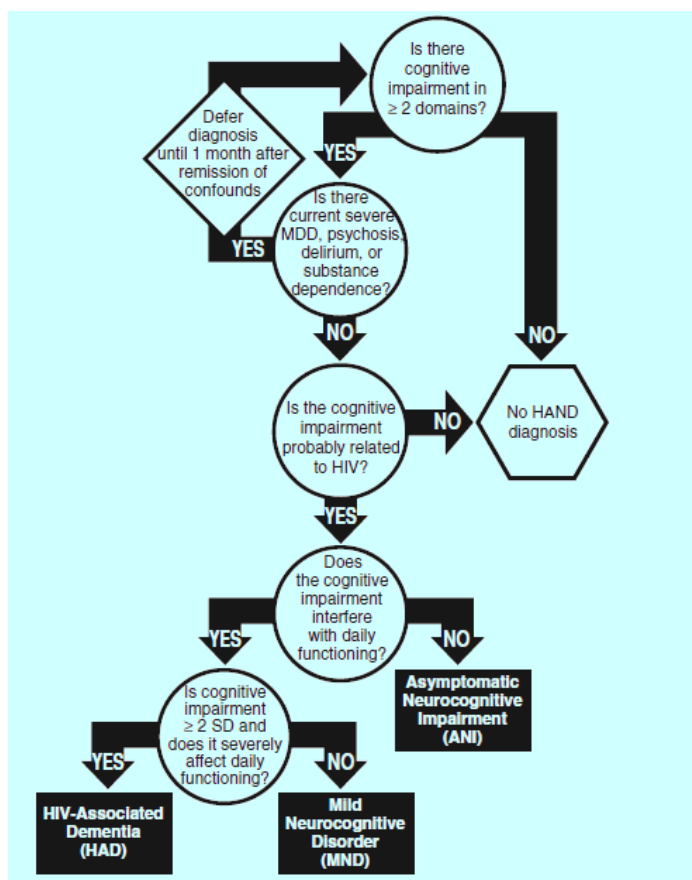 Is there
cognitive
impairment in
≥ 2 domains?
Defer
diagnosis
until 1 month after
remission of
confounds
YES
Is there
current severe
MDD, psychosis,
delirium, or
substance
dependence?
YES
NO
NO
Is the cognitive
impairment
probably related
to HIV?
NO
No HAND
diagnosis
YES
Does
the cognitive
impairment
interfere
with daily
functioning?
YES
NO
Asymptomatic
Neurocognitive
Impairment
(ANI)
Is cognitive
impairment
≥ 2 SD and
does it severely
affect daily
functioning?
YES
NO
HIV-Associated
Dementia
(HAD)
Mild
Neurocognitive
Disorder
(MND)